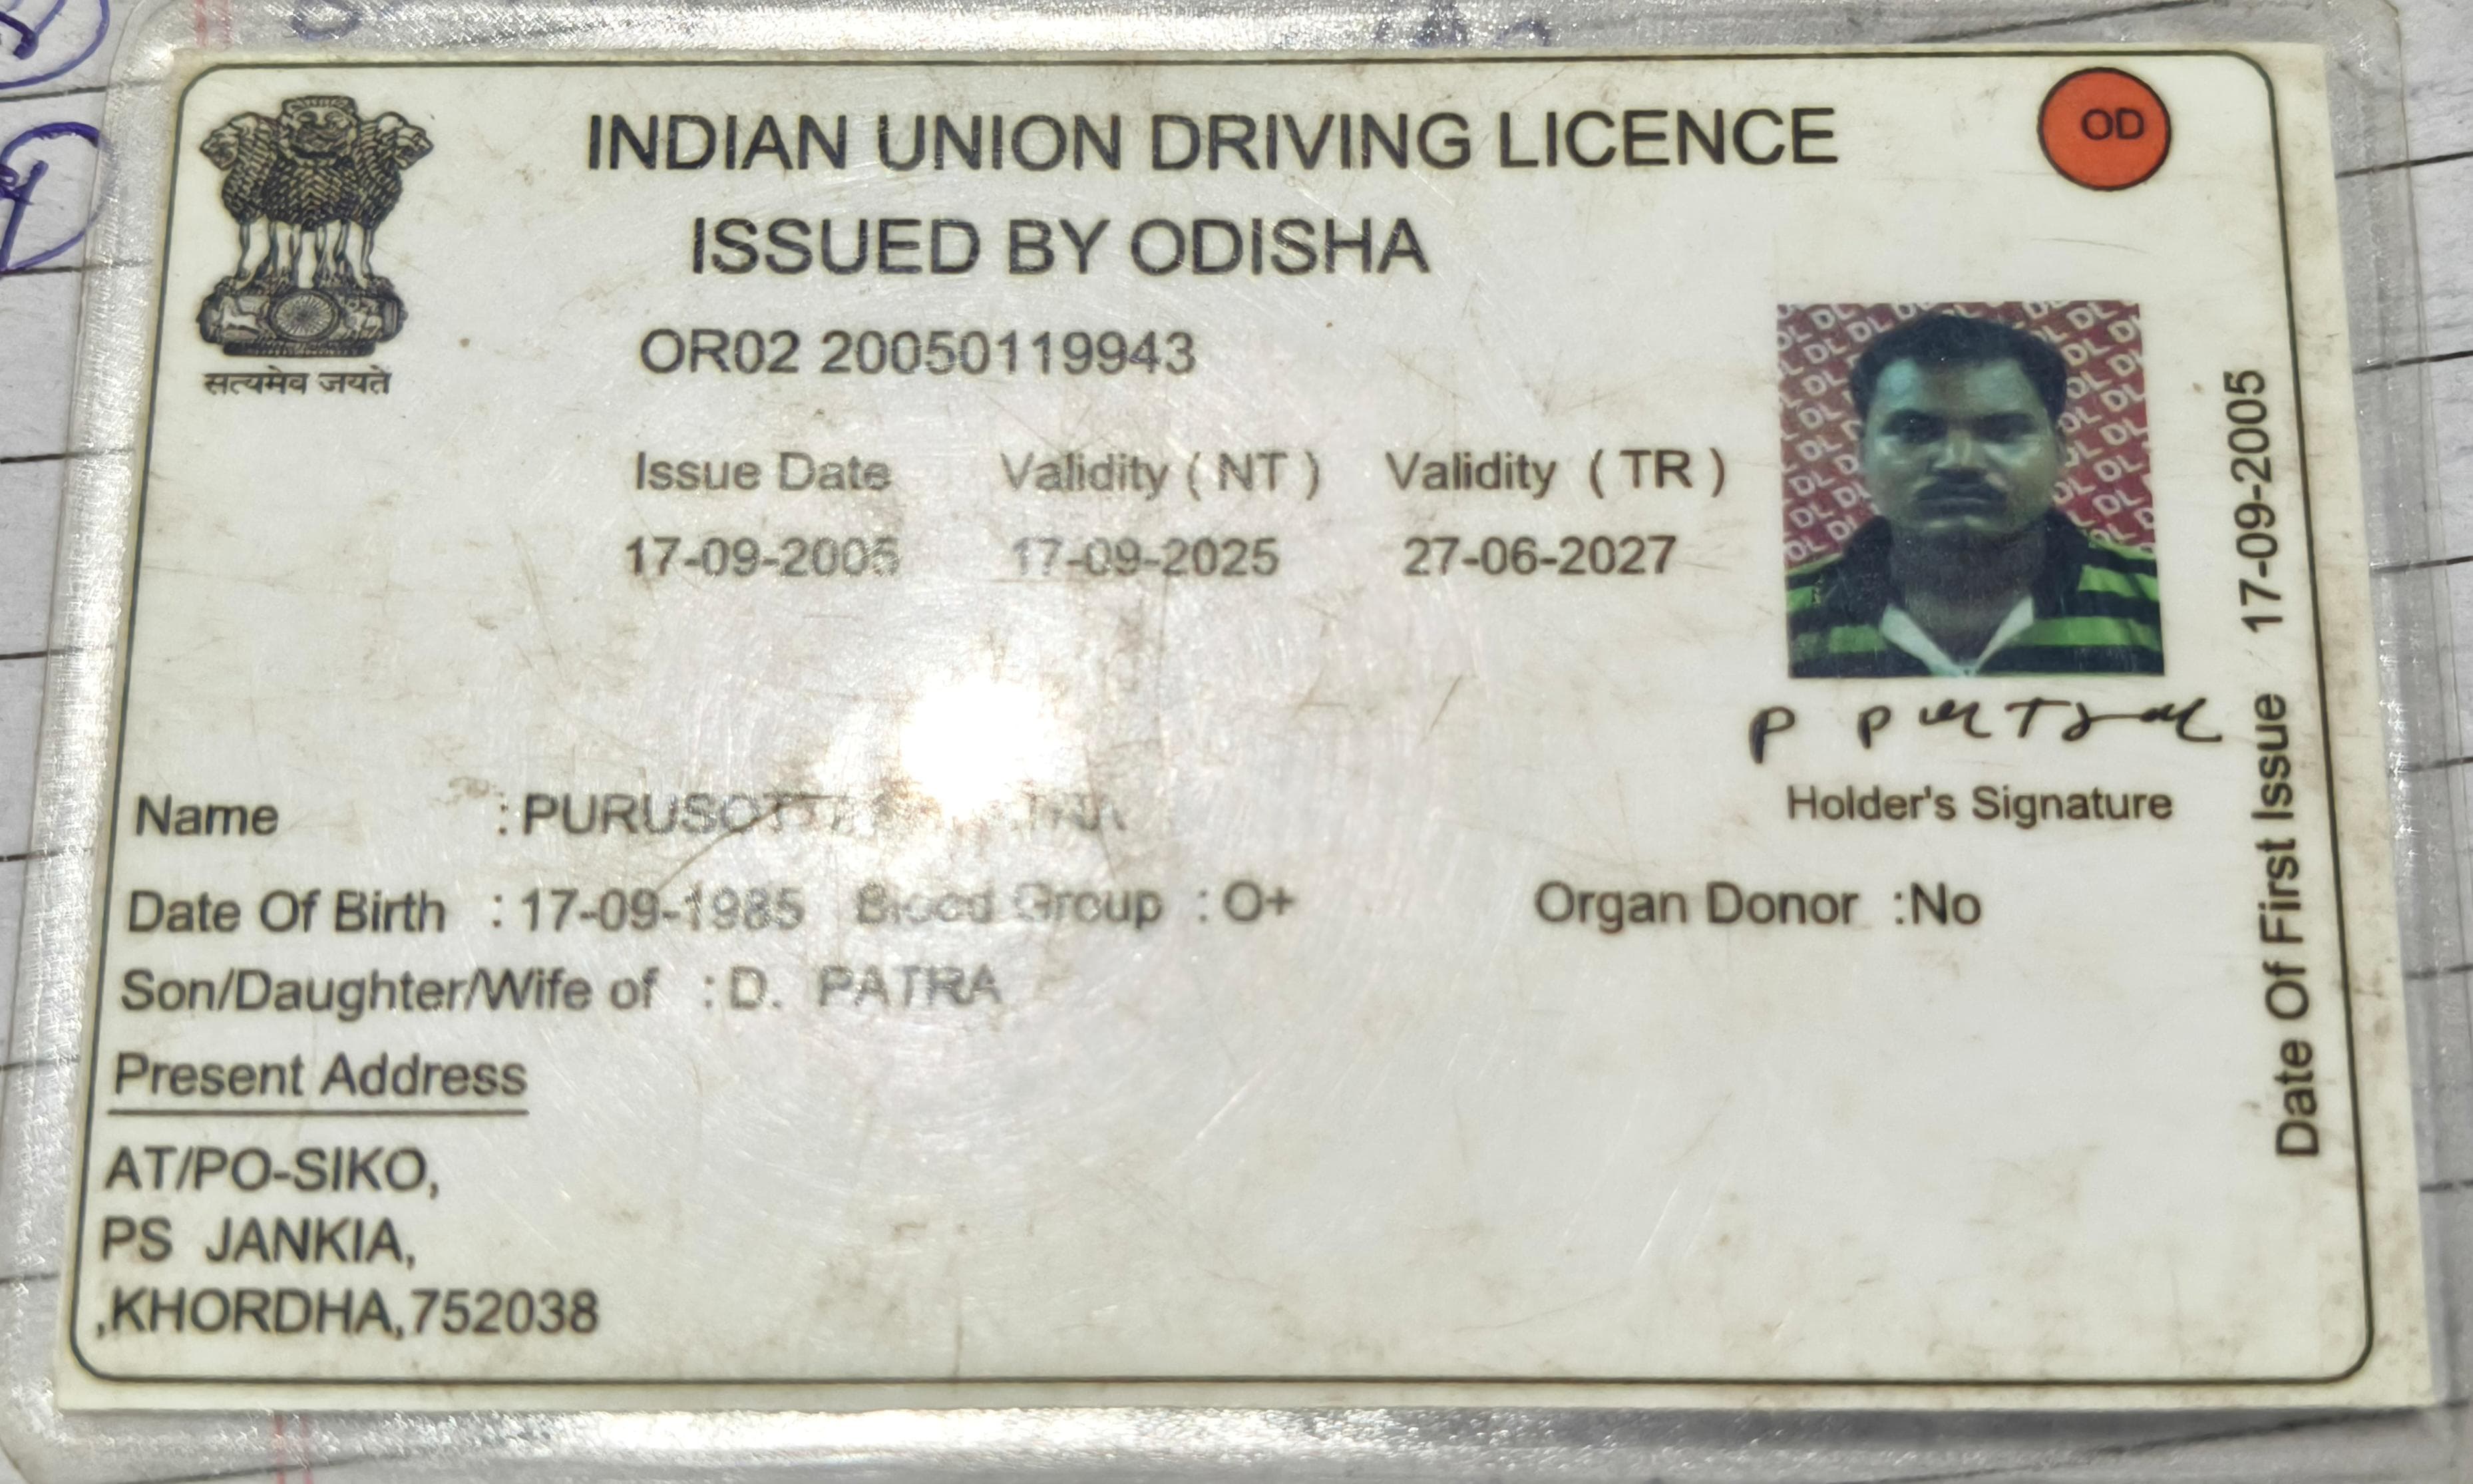 INDIAN UNION DRIVING LICENCE
OD
ISSUED BY ODISHA
सत्यमेव जयते
OR02 20050119943
Issue Date Validity ( NT ) Validity ( TR )
17-09-2005 17-09-2025 27-06-2027
Date Of First Issue 17-09-2005
Holder's Signature
Name :
Date Of Birth : 17-09-1985 Blood Group : O+ Organ Donor :No
Son/Daughter/Wife of : D. PATRA
Present Address
AT/PO-SIKO,
PS JANKIA,
,KHORDHA,752038